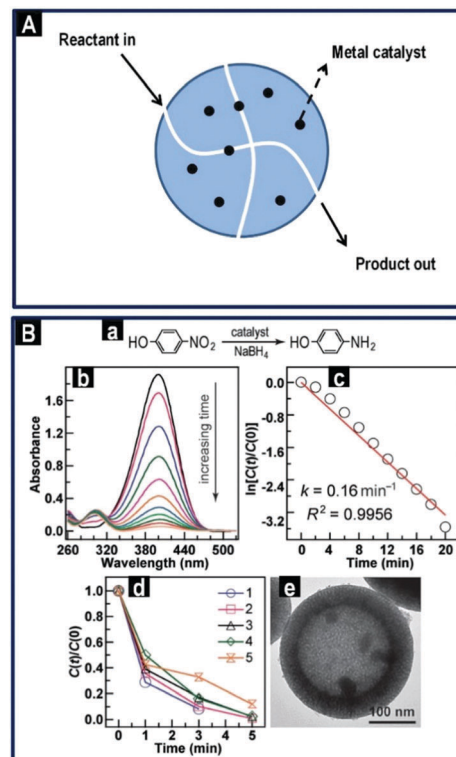 A
Reactant in
Metal catalyst
Product out
B
a
HO
NO₂
catalyst
NaBH₄
HO
NH₂
b
Absorbance
1.6
1.2
0.8
0.4
0.0
260 320 380 440 500
Wavelength (nm)
increasing time
c
ln[C(t)/C(0)]
0.0
-0.8
-1.6
-2.4
-3.2
k = 0.16 min⁻¹
R² = 0.9956
0 4 8 12 16 20
Time (min)
d
C(t)/C(0)
1.0
0.8
0.6
0.4
0.2
0.0
1
2
3
4
5
0 1 2 3 4 5
Time (min)
e
100 nm